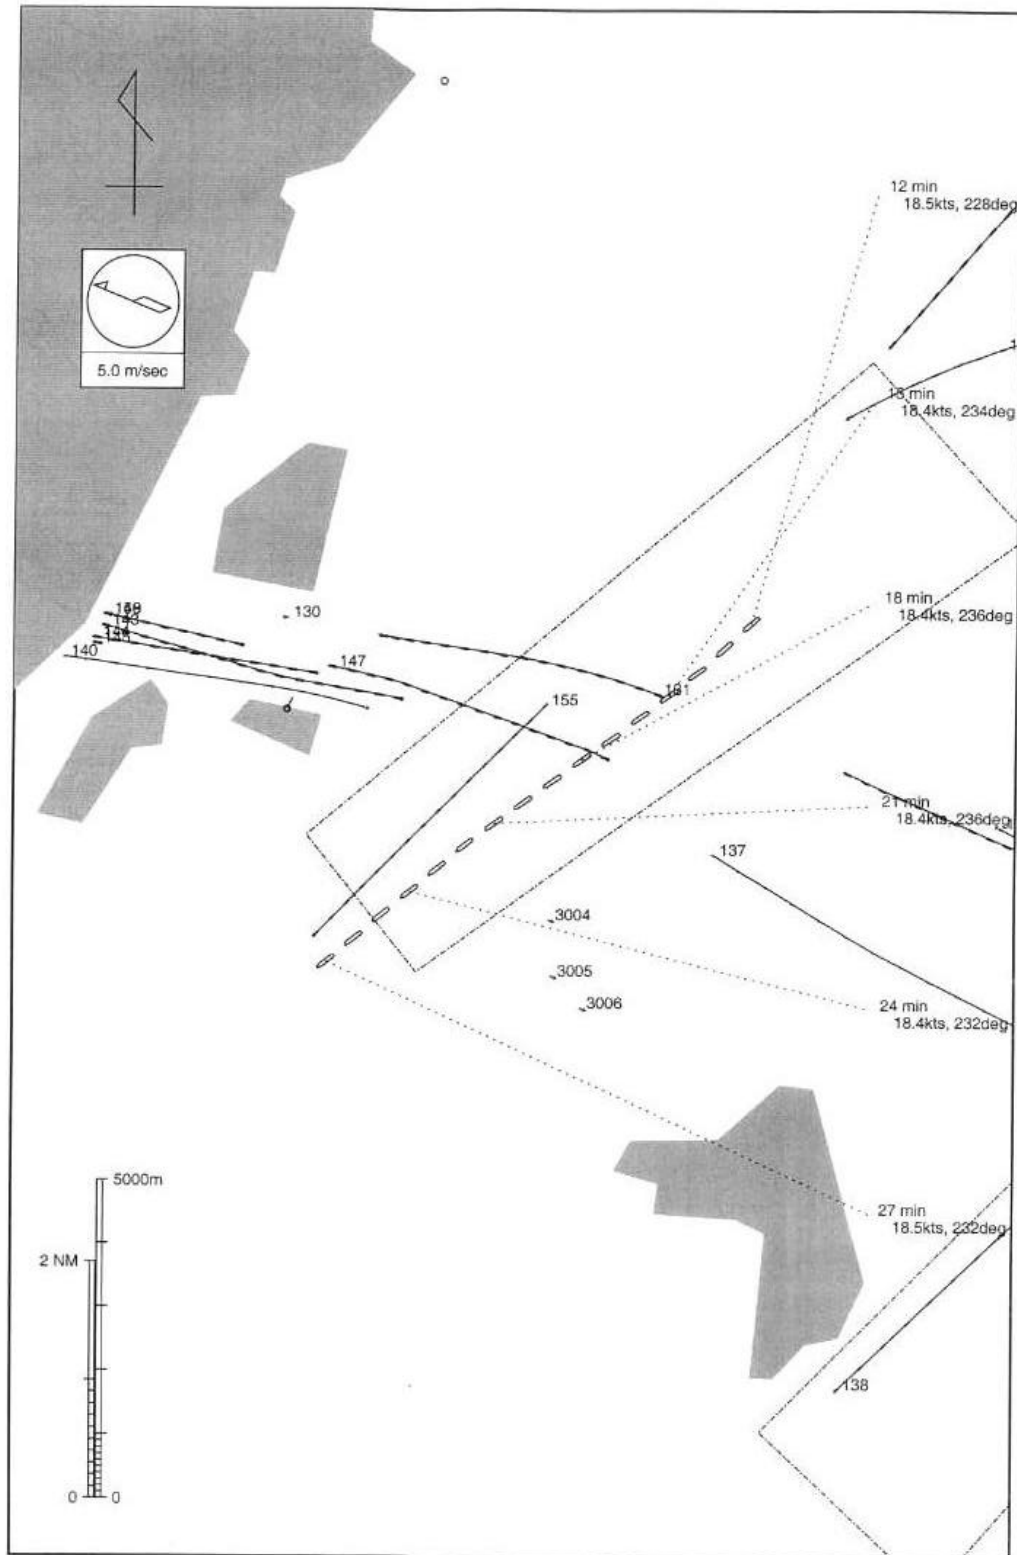 12 min
18.5kts, 228deg
5.0 m/sec
18.4kts, 234deg
130
18 min
18.4kts, 236deg
140
147
155
21 min
18.4kts, 236deg
137
3004
3005
3006
24 min
18.4kts, 232deg
5000m
27 min
18.5kts, 232deg
2 NM
138
0 0